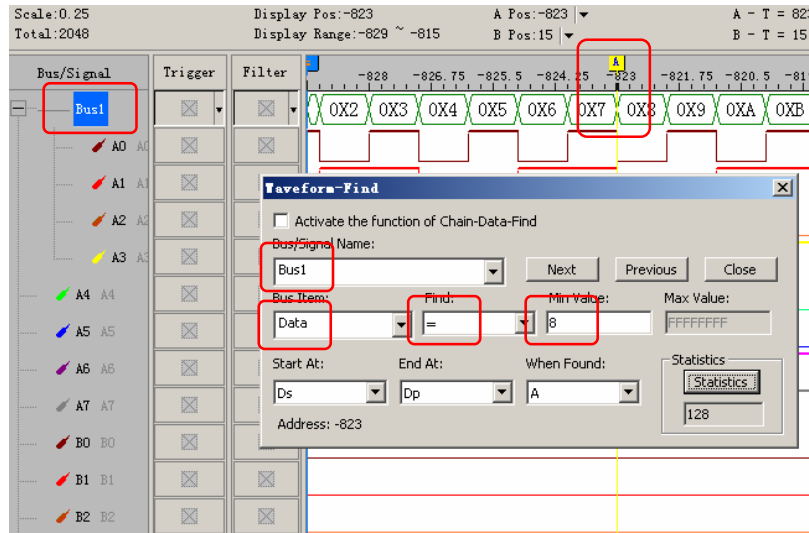 Scale:0.25 Display Pos:-823 A Pos:-823 A - T = 823
Total:2048 Display Range:-829 ~ -815 B Pos:15 B - T = 15
Bus/Signal Trigger Filter -828 -826.75 -825.5 -824.25 -823 -821.75 -820.5
A
Bus1 0X2 0X3 0X4 0X5 0X6 0X7 0X8 0X9 0XA 0XB
A0 A0
A1 A1
A2 A2
A3 A3
A4 A4
A5 A5
A6 A6
A7 A7
B0 B0
B1 B1
B2 B2
Waveform-Find
Activate the function of Chain-Data-Find
Bus/Signal Name:
Bus1 Next Previous Close
Bus Item: Find: Min Value: Max Value:
Data = 8 FFFFFFFF
Start At: End At: When Found: Statistics
Ds Dp A Statistics
128
Address: -823